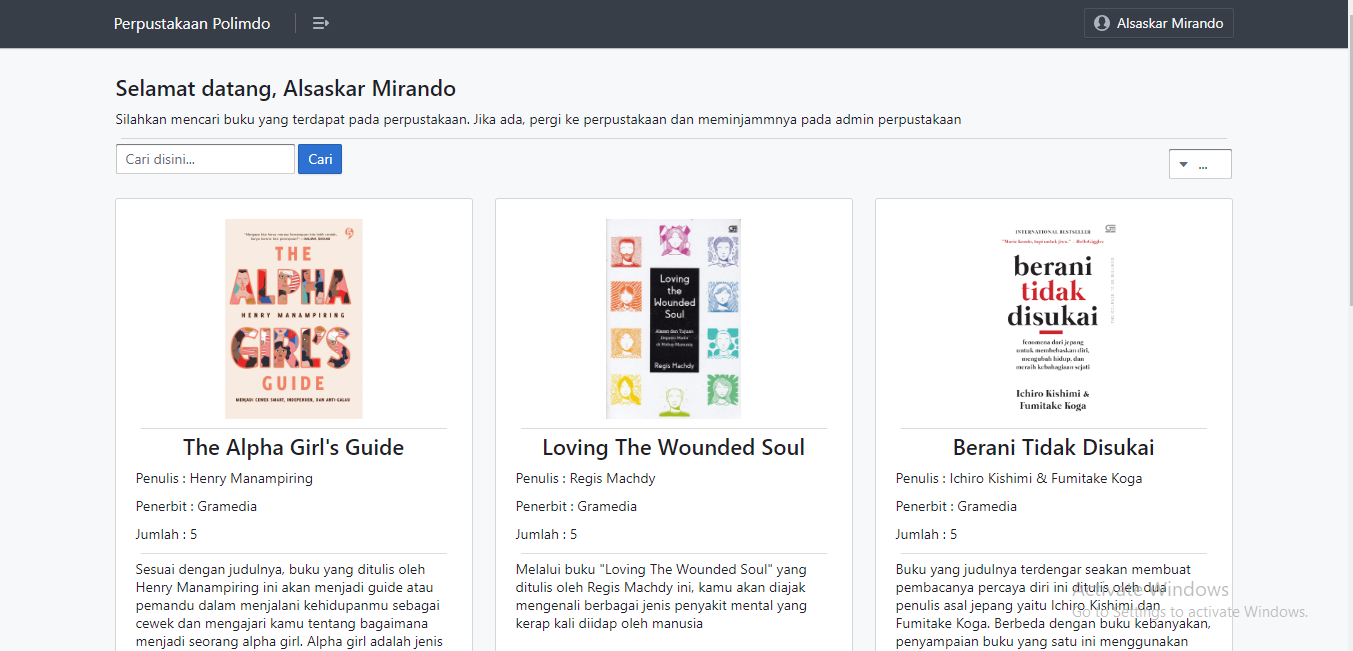 Perpustakaan Polimdo
Alsaskar Mirando
Selamat datang, Alsaskar Mirando
Silahkan mencari buku yang terdapat pada perpustakaan. Jika ada, pergi ke perpustakaan dan meminjammnya pada admin perpustakaan
Cari disini...
Cari
...
THE
ALPHA
HENRY MANAMPIRING
GIRL'S
GUIDE
MENJADI CEWEK SMART, INDEPENDEN, DAN ANTI-GALAU
The Alpha Girl's Guide
Penulis : Henry Manampiring
Penerbit : Gramedia
Jumlah : 5
Sesuai dengan judulnya, buku yang ditulis oleh
Henry Manampiring ini akan menjadi guide atau
pemandu dalam menjalani kehidupanmu sebagai
cewek dan mengajari kamu tentang bagaimana
menjadi seorang alpha girl. Alpha girl adalah jenis
Loving
the
Wounded
Soul
Alasan dan Tujuan
Depresi Hadir
di Hidup Manusia
Regis Machdy
Loving The Wounded Soul
Penulis : Regis Machdy
Penerbit : Gramedia
Jumlah : 5
Melalui buku "Loving The Wounded Soul" yang
ditulis oleh Regis Machdy ini, kamu akan diajak
mengenali berbagai jenis penyakit mental yang
kerap kali diidap oleh manusia
INTERNATIONAL BESTSELLER
berani
tidak
disukai
fenomena dari jepang
untuk membebaskan diri,
mengubah hidup, dan
meraih kebahagiaan sejati
Ichiro Kishimi &
Fumitake Koga
Berani Tidak Disukai
Penulis : Ichiro Kishimi & Fumitake Koga
Penerbit : Gramedia
Jumlah : 5
Buku yang judulnya terdengar seakan membuat
pembacanya percaya diri ini ditulis oleh dua
penulis asal jepang yaitu Ichiro Kishimi dan
Fumitake Koga. Berbeda dengan buku kebanyakan,
penyampaian buku yang satu ini menggunakan
Activate Windows
Go to Settings to activate Windows.